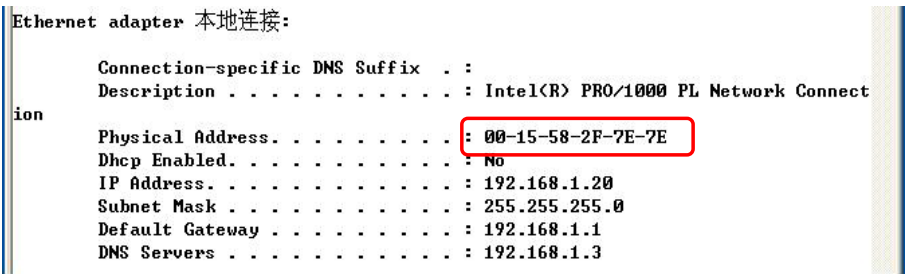 Ethernet adapter 本地连接:
Connection-specific DNS Suffix  . :
Description . . . . . . . . . . . : Intel(R) PRO/1000 PL Network Connect
ion
Physical Address. . . . . . . . . : 00-15-58-2F-7E-7E
Dhcp Enabled. . . . . . . . . . . : No
IP Address. . . . . . . . . . . . : 192.168.1.20
Subnet Mask . . . . . . . . . . . : 255.255.255.0
Default Gateway . . . . . . . . . : 192.168.1.1
DNS Servers . . . . . . . . . . . : 192.168.1.3